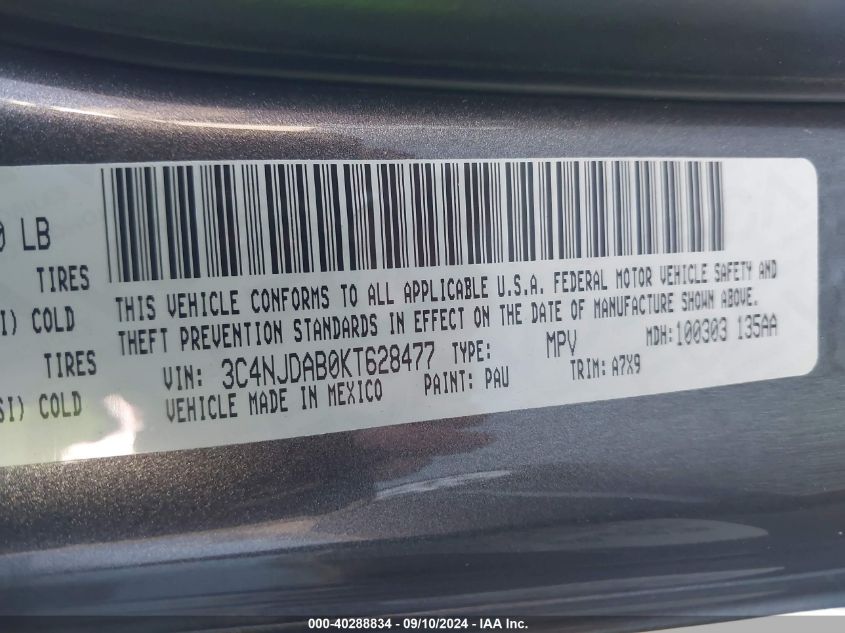 0 LB
TIRES
I) COLD
TIRES
SI) COLD
THIS VEHICLE CONFORMS TO ALL APPLICABLE U.S.A. FEDERAL MOTOR VEHICLE SAFETY AND
THEFT PREVENTION STANDARDS IN EFFECT ON THE DATE OF MANUFACTURE SHOWN ABOVE.
VIN: 3C4NJDAB0KT628477 TYPE: MPV MDH:100303 135AA
VEHICLE MADE IN MEXICO PAINT: PAU TRIM: A7X9
000-40288834 - 09/10/2024 - IAA Inc.